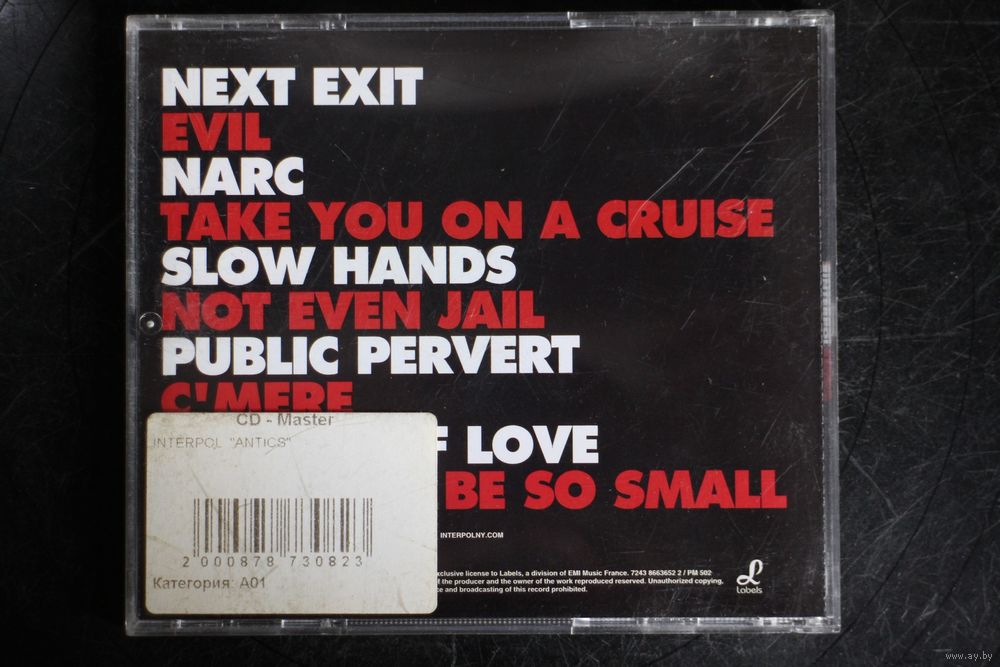 NEXT EXIT
EVIL
NARC
TAKE YOU ON A CRUISE
SLOW HANDS
NOT EVEN JAIL
PUBLIC PERVERT
C'MERE
LOVE
BE SO SMALL
CD - Master
INTERPOL "ANTICS"
2 000878 730823
Категория: A01
INTERPOLNY.COM
license to Labels, a division of EMI Music France. 7243 8663652 2 / PM 502
of the producer and the owner of the work reproduced reserved. Unauthorized copying,
and broadcasting of this record prohibited.
Labels
www.ay.by